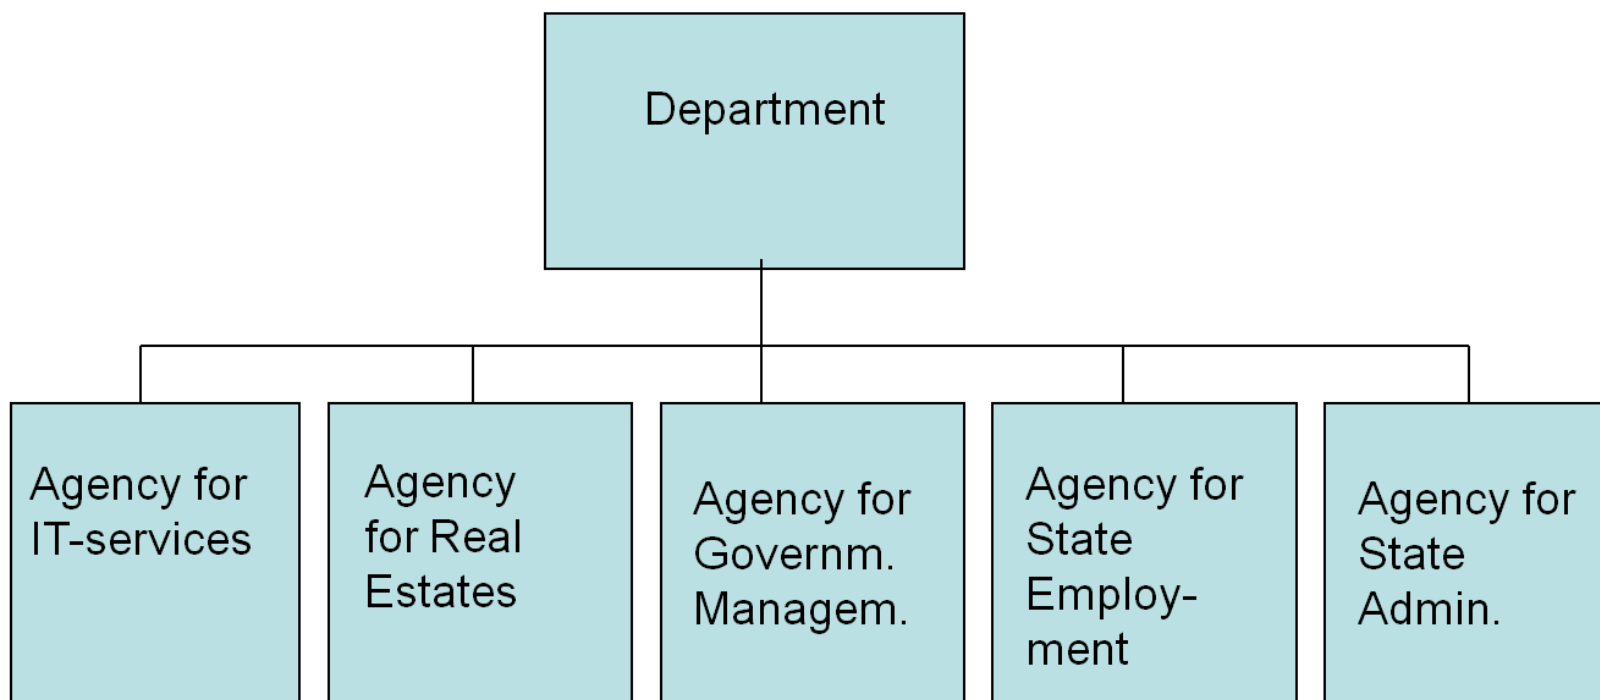 Department
Agency for
IT-services
Agency
for Real
Estates
Agency for
Governm.
Managem.
Agency for
State
Employ-
ment
Agency for
State
Admin.